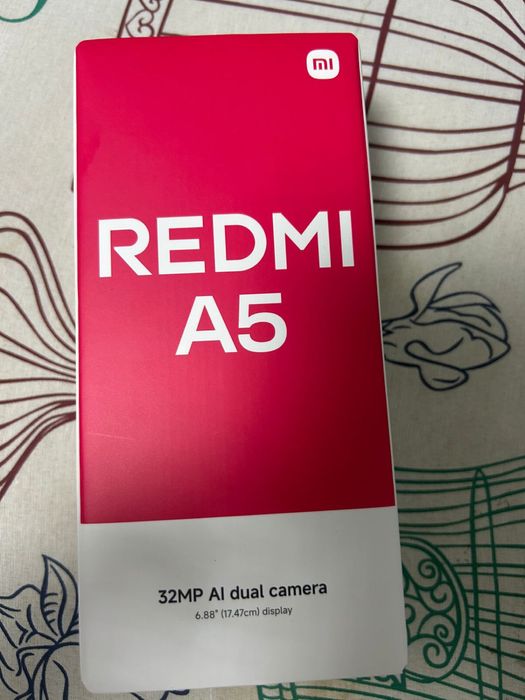 mi
REDMI
A5
32MP AI dual camera
6.88" (17.47cm) display